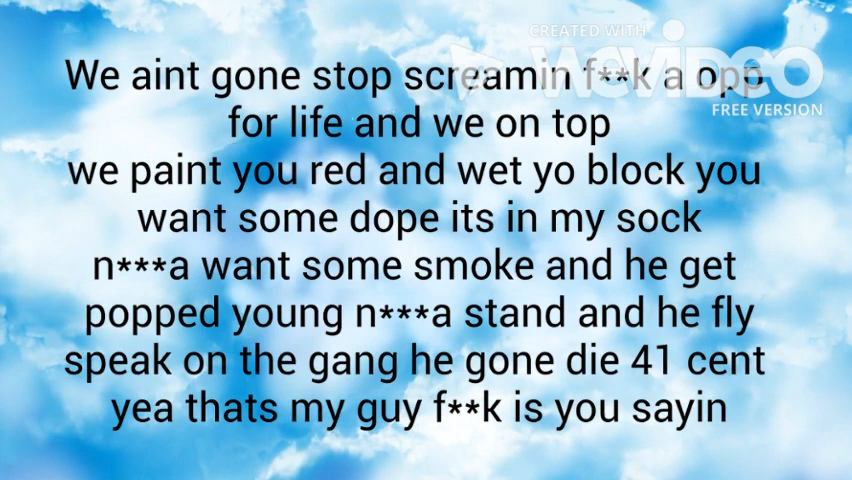 CREATED WITH
WeVideo
FREE VERSION
We aint gone stop screamin f**k a opp
for life and we on top
we paint you red and wet yo block you
want some dope its in my sock
n***a want some smoke and he get
popped young n***a stand and he fly
speak on the gang he gone die 41 cent
yea thats my guy f**k is you sayin